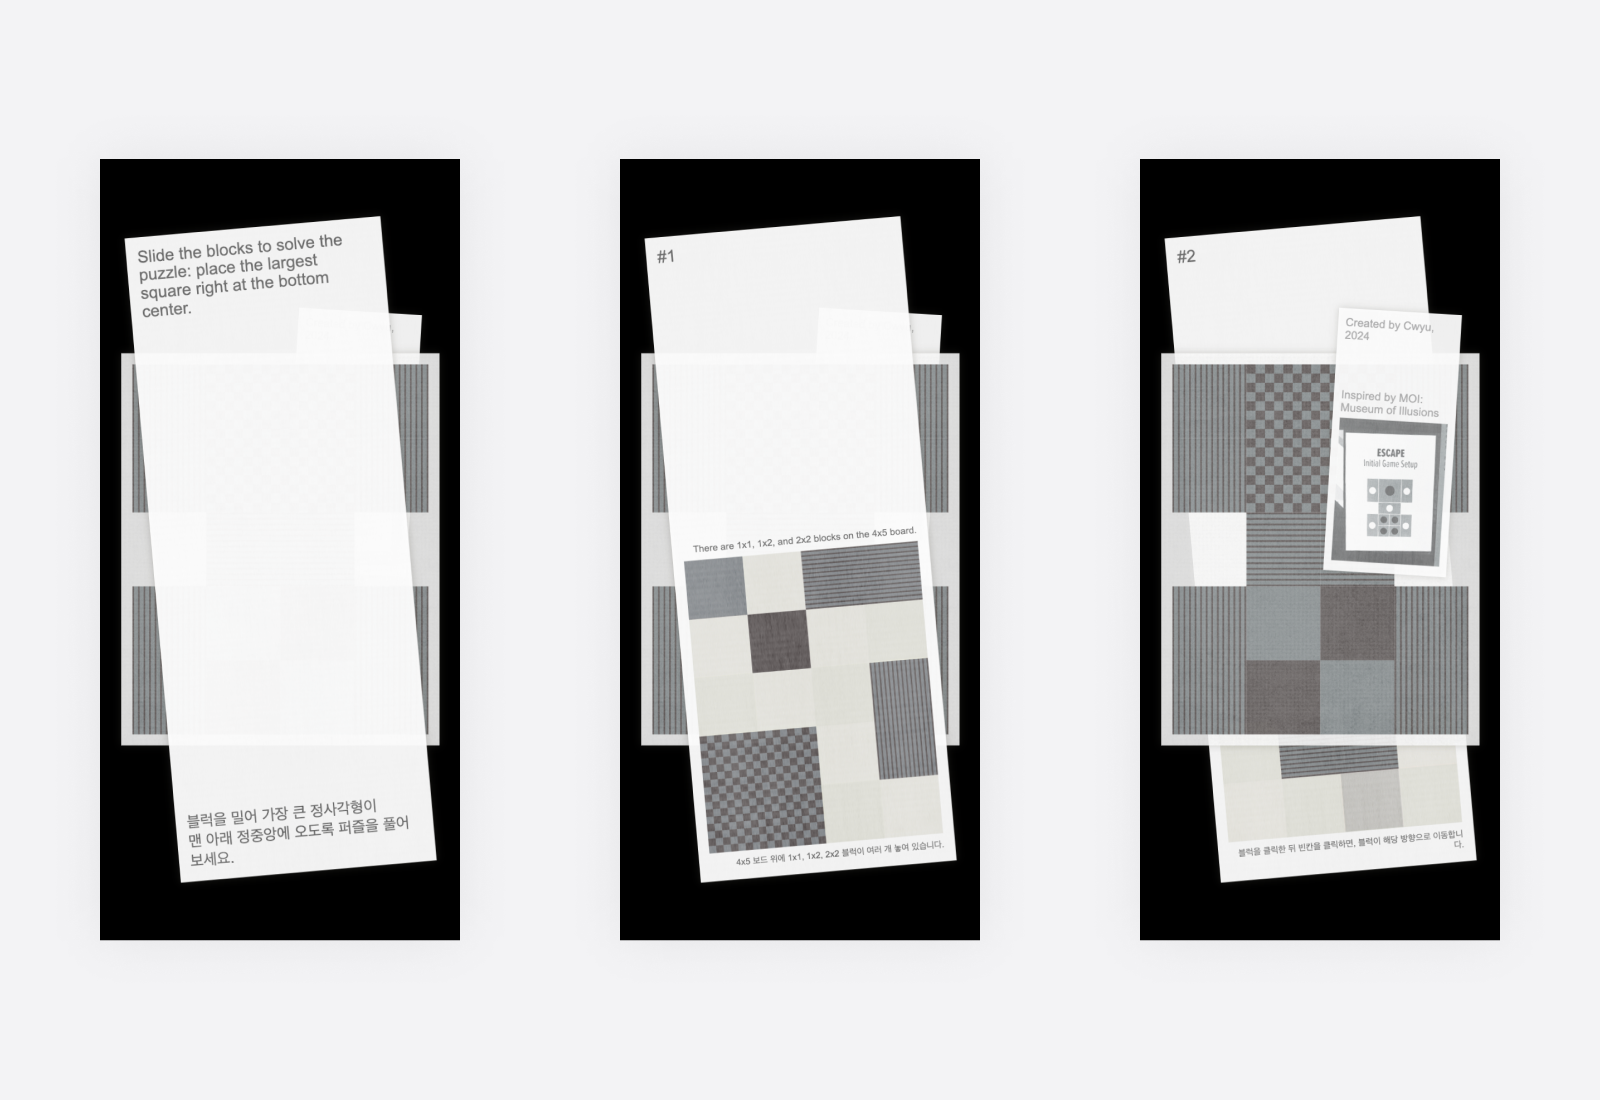 Slide the blocks to solve the
puzzle: place the largest
square right at the bottom
center.
블럭을 밀어 가장 큰 정사각형이
맨 아래 정중앙에 오도록 퍼즐을 풀어
보세요.
#1
There are 1x1, 1x2, and 2x2 blocks on the 4x5 board.
4x5 보드 위에 1x1, 1x2, 2x2 블럭이 여러 개 놓여 있습니다.
#2
Created by Cwyu,
2024
Inspired by MOI:
Museum of Illusions
ESCAPE
Initial Game Setup
블럭을 클릭한 뒤 빈칸을 클릭하면, 블럭이 해당 방향으로 이동합니
다.